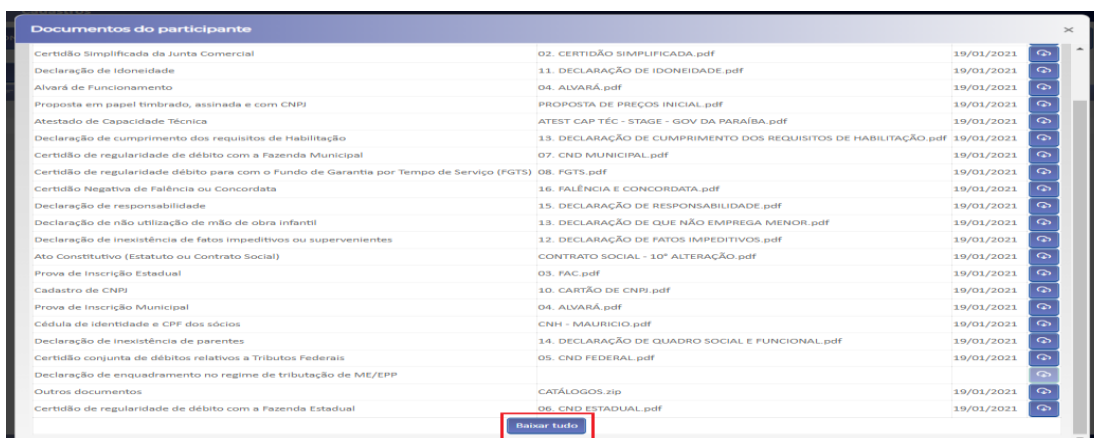 Documentos do participante ×
Certidão Simplificada da Junta Comercial 02. CERTIDÃO SIMPLIFICADA.pdf 19/01/2021
Declaração de Idoneidade 11. DECLARAÇÃO DE IDONEIDADE.pdf 19/01/2021
Alvará de Funcionamento 04. ALVARÁ.pdf 19/01/2021
Proposta em papel timbrado, assinada e com CNPJ PROPOSTA DE PREÇOS INICIAL.pdf 19/01/2021
Atestado de Capacidade Técnica ATEST CAP TÉC - STAGE - GOV DA PARAÍBA.pdf 19/01/2021
Declaração de cumprimento dos requisitos de Habilitação 13. DECLARAÇÃO DE CUMPRIMENTO DOS REQUISITOS DE HABILITAÇÃO.pdf 19/01/2021
Certidão de regularidade de débito com a Fazenda Municipal 07. CND MUNICIPAL.pdf 19/01/2021
Certidão de regularidade débito para com o Fundo de Garantia por Tempo de Serviço (FGTS) 08. FGTS.pdf 19/01/2021
Certidão Negativa de Falência ou Concordata 16. FALÊNCIA E CONCORDATA.pdf 19/01/2021
Declaração de responsabilidade 15. DECLARAÇÃO DE RESPONSABILIDADE.pdf 19/01/2021
Declaração de não utilização de mão de obra infantil 13. DECLARAÇÃO DE QUE NÃO EMPREGA MENOR.pdf 19/01/2021
Declaração de inexistência de fatos impeditivos ou supervenientes 12. DECLARAÇÃO DE FATOS IMPEDITIVOS.pdf 19/01/2021
Ato Constitutivo (Estatuto ou Contrato Social) CONTRATO SOCIAL - 10ª ALTERAÇÃO.pdf 19/01/2021
Prova de Inscrição Estadual 03. FAC.pdf 19/01/2021
Cadastro de CNPJ 10. CARTÃO DE CNPJ.pdf 19/01/2021
Prova de Inscrição Municipal 04. ALVARÁ.pdf 19/01/2021
Cédula de identidade e CPF dos sócios CNH - MAURICIO.pdf 19/01/2021
Declaração de inexistência de parentes 14. DECLARAÇÃO DE QUADRO SOCIAL E FUNCIONAL.pdf 19/01/2021
Certidão conjunta de débitos relativos a Tributos Federais 05. CND FEDERAL.pdf 19/01/2021
Declaração de enquadramento no regime de tributação de ME/EPP
Outros documentos CATÁLOGOS.zip 19/01/2021
Certidão de regularidade de débito com a Fazenda Estadual 06. CND ESTADUAL.pdf 19/01/2021
Baixar tudo